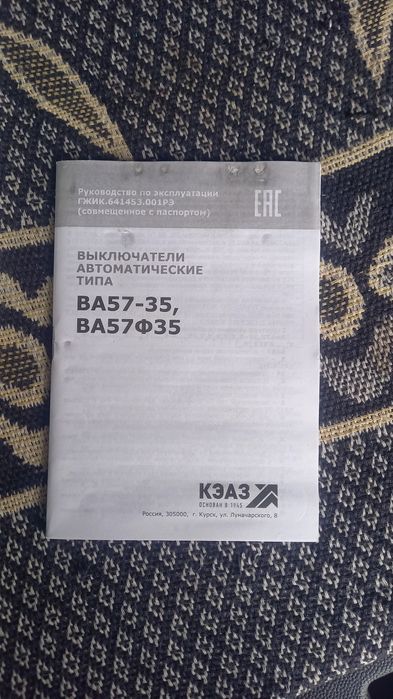 Руководство по эксплуатации
ГЖИК.641453.001РЭ
(совмещенное с паспортом)
ЕАС
ВЫКЛЮЧАТЕЛИ
АВТОМАТИЧЕСКИЕ
ТИПА
ВА57-35,
ВА57Ф35
КЭАЗ
ОСНОВАН В 1945
Россия, 305000, г. Курск, ул. Луначарского, 8